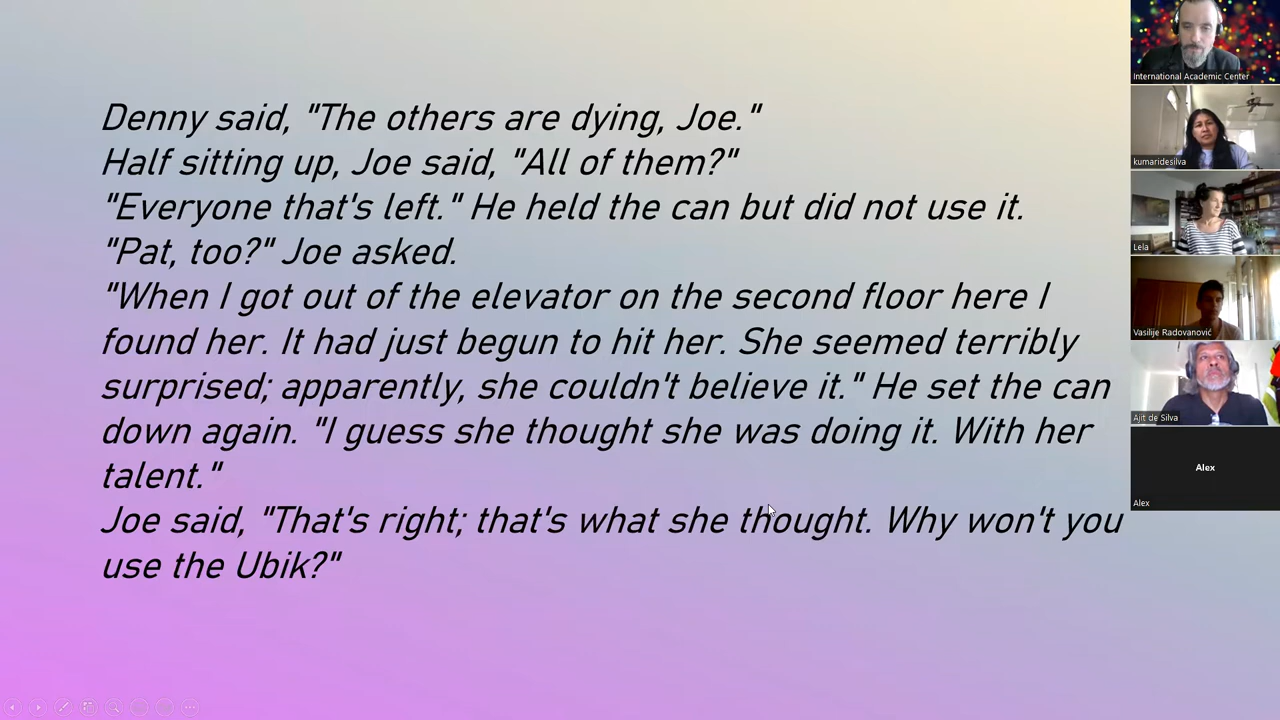 Denny said, "The others are dying, Joe."
Half sitting up, Joe said, "All of them?"
"Everyone that's left." He held the can but did not use it.
"Pat, too?" Joe asked.
"When I got out of the elevator on the second floor here I
found her. It had just begun to hit her. She seemed terribly
surprised; apparently, she couldn't believe it." He set the can
down again. "I guess she thought she was doing it. With her
talent."
Joe said, "That's right; that's what she thought. Why won't you
use the Ubik?"
International Academic Center
kumaridesilva
Lela
Vasilije Radovanović
Ajit de Silva
Alex
Alex